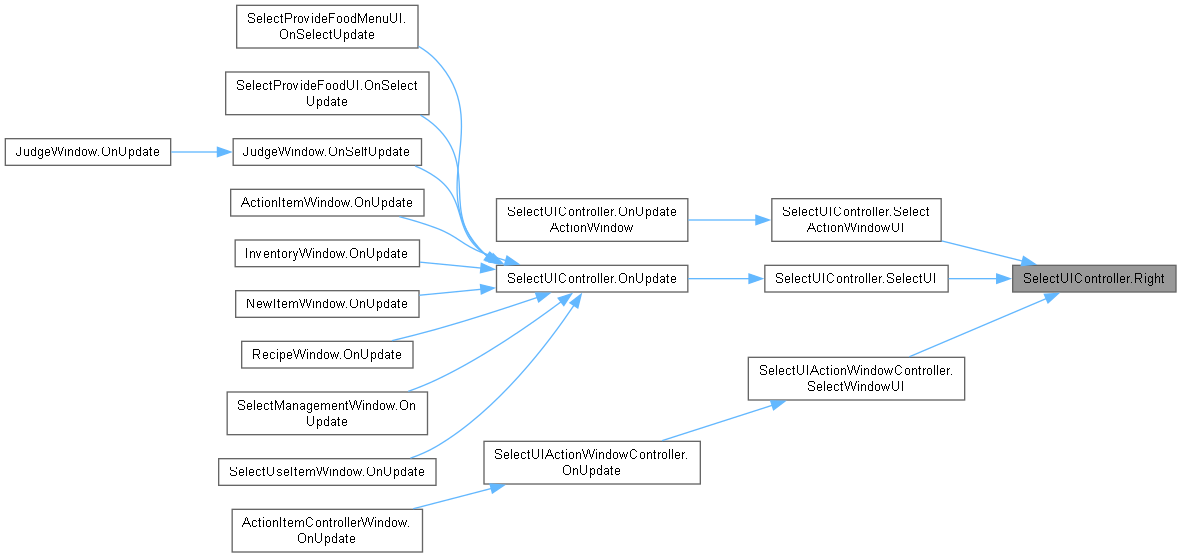 SelectProvideFoodMenuUI.
OnSelectUpdate
SelectProvideFoodUI.OnSelect
Update
JudgeWindow.OnUpdate
JudgeWindow.OnSelfUpdate
ActionItemWindow.OnUpdate
InventoryWindow.OnUpdate
NewItemWindow.OnUpdate
RecipeWindow.OnUpdate
SelectManagementWindow.On
Update
SelectUseItemWindow.OnUpdate
ActionItemControllerWindow.
OnUpdate
SelectUIController.OnUpdate
ActionWindow
SelectUIController.OnUpdate
SelectUIActionWindowController.
OnUpdate
SelectUIController.Select
ActionWindowUI
SelectUIController.SelectUI
SelectUIActionWindowController.
SelectWindowUI
SelectUIController.Right